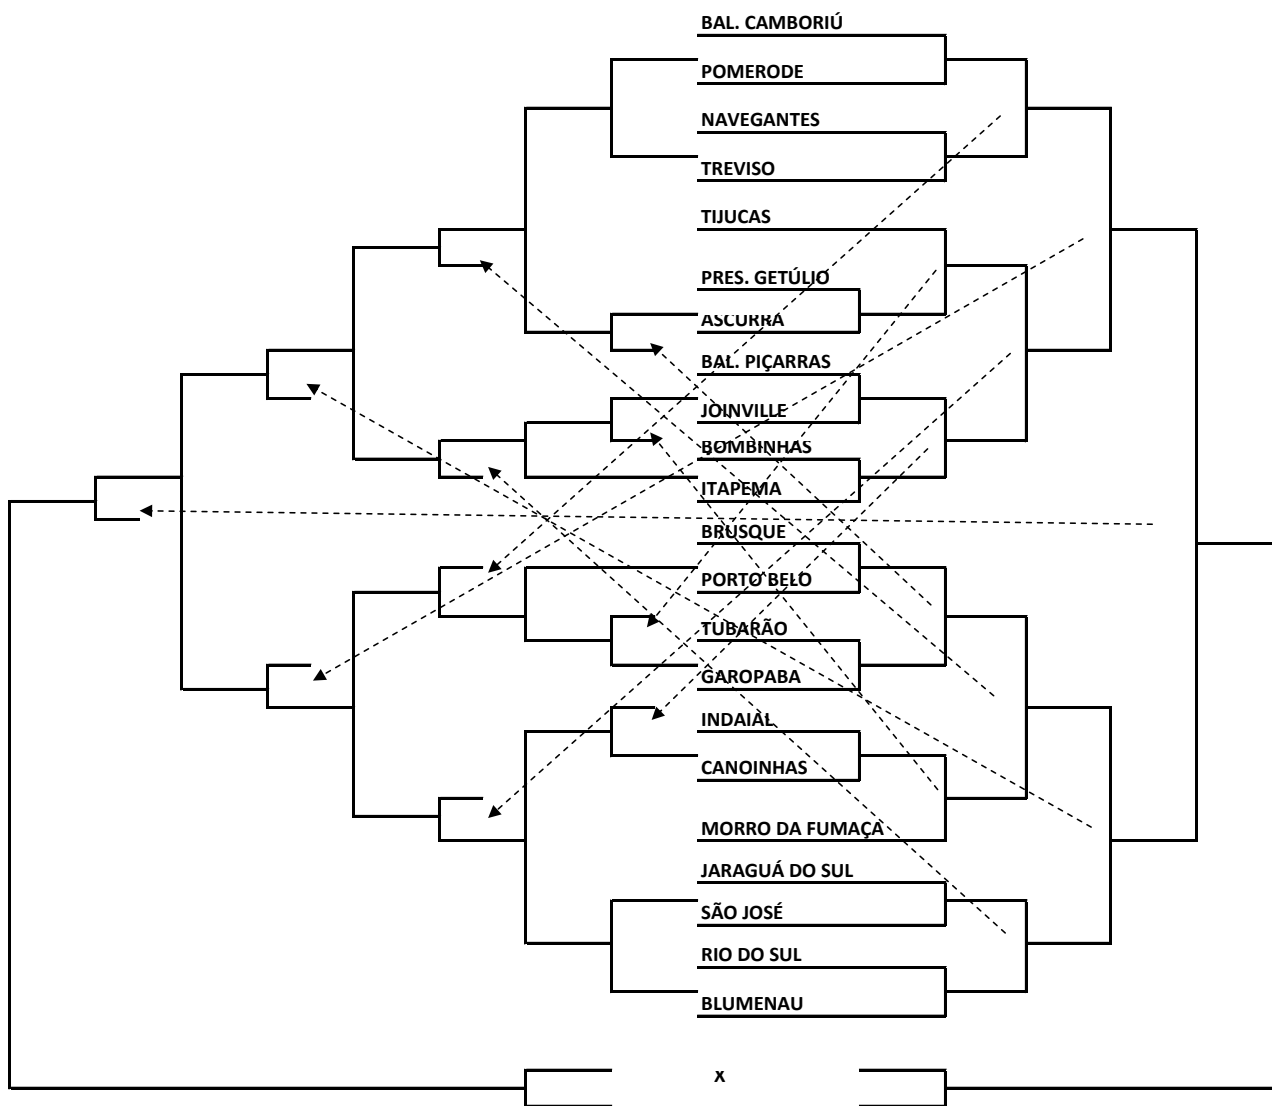 BAL. CAMBORIÚ
POMERODE
NAVEGANTES
TREVISO
TIJUCAS
PRES. GETÚLIO
ASCURRA
BAL. PIÇARRAS
JOINVILLE
BOMBINHAS
ITAPEMA
BRUSQUE
PORTO BELO
TUBARÃO
GAROPABA
INDAIAL
CANOINHAS
MORRO DA FUMAÇA
JARAGUÁ DO SUL
SÃO JOSÉ
RIO DO SUL
BLUMENAU
X